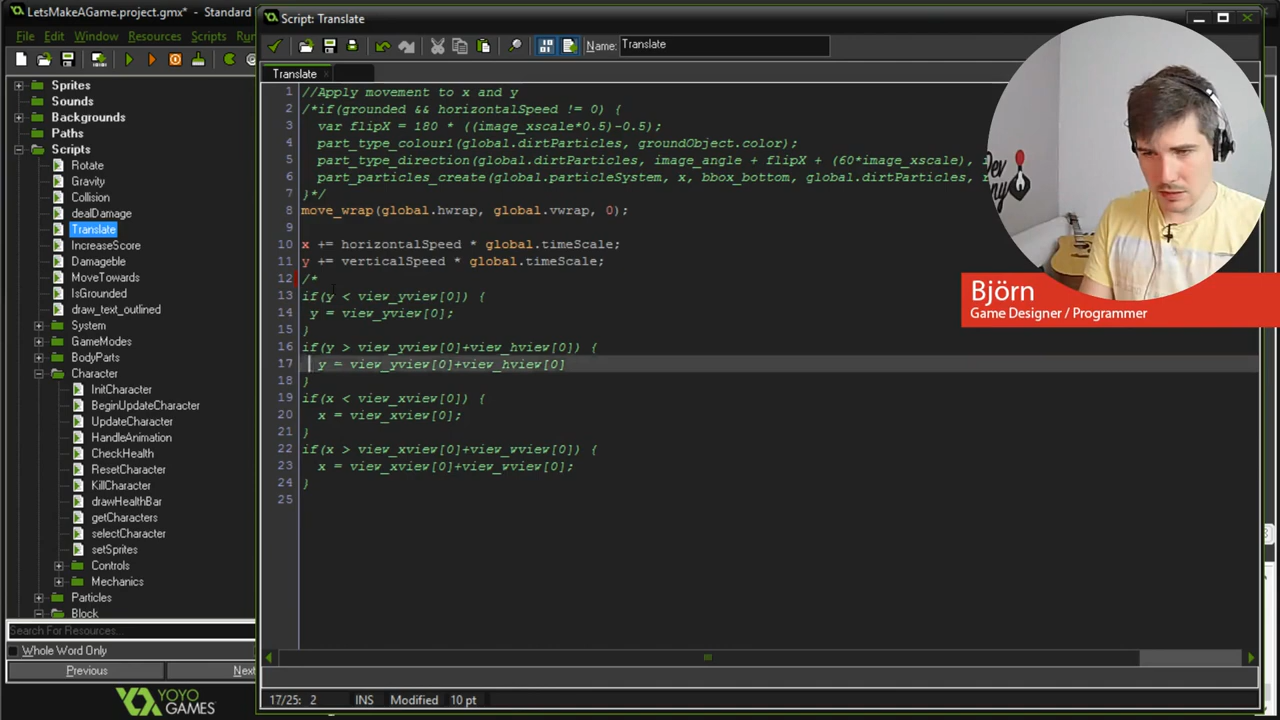 LetsMakeAGame.project.gmx* - Standard
Script: Translate
File Edit Window Resources Scripts
Name: Translate
Translate
Sprites
Sounds
Backgrounds
Paths
Scripts
Rotate
Gravity
Collision
dealDamage
Translate
IncreaseScore
Damageble
MoveTowards
IsGrounded
draw_text_outlined
System
GameModes
BodyParts
Character
InitCharacter
BeginUpdateCharacter
UpdateCharacter
HandleAnimation
CheckHealth
ResetCharacter
KillCharacter
drawHealthBar
getCharacters
selectCharacter
setSprites
Controls
Mechanics
Particles
Block
Search For Resources...
Whole Word Only
Previous
YOYO
GAMES
1 //Apply movement to x and y
2 /*if(grounded && horizontalSpeed != 0) {
3 var flipX = 180 * ((image_xscale*0.5)-0.5);
4 part_type_colour1(global.dirtParticles, groundObject.color);
5 part_type_direction(global.dirtParticles, image_angle + flipX + (60*image_xscale),
6 part_particles_create(global.particleSystem, x, bbox_bottom, global.dirtParticles,
7 }*/
8 move_wrap(global.hwrap, global.vwrap, 0);
9
10 x += horizontalSpeed * global.timeScale;
11 y += verticalSpeed * global.timeScale;
12 /*
13 if(y < view_yview[0]) {
14 y = view_yview[0];
15 }
16 if(y > view_yview[0]+view_hview[0]) {
17 y = view_yview[0]+view_hview[0]
18 }
19 if(x < view_xview[0]) {
20 x = view_xview[0];
21 }
22 if(x > view_xview[0]+view_wview[0]) {
23 x = view_xview[0]+view_wview[0];
24 }
25
17/25: 2 INS Modified 10 pt
Björn
Game Designer / Programmer